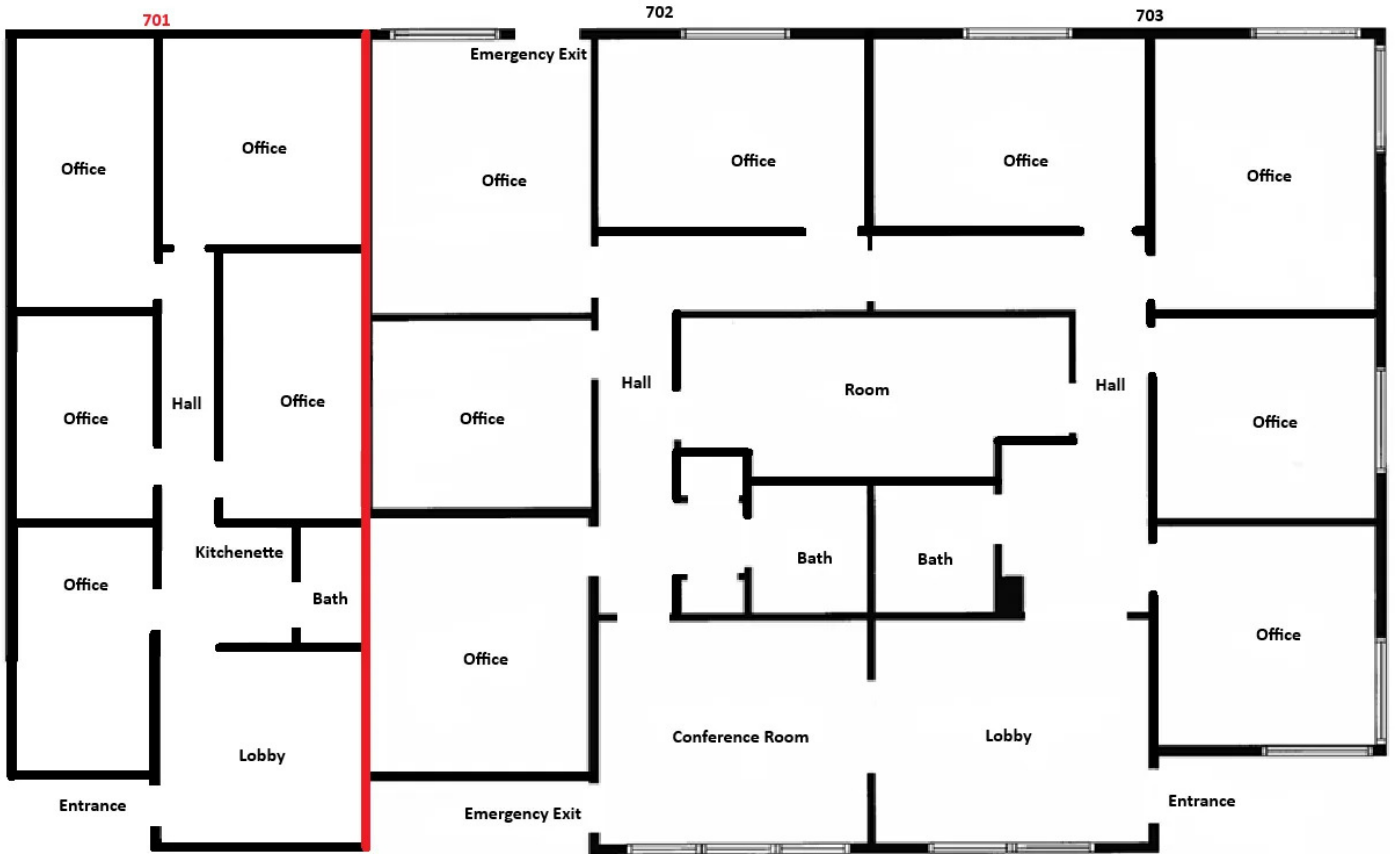 701
702
703
Emergency Exit
Office
Office
Office
Office
Office
Office
Office
Hall
Office
Office
Hall
Room
Hall
Office
Kitchenette
Office
Bath
Bath
Bath
Office
Office
Lobby
Conference Room
Lobby
Entrance
Emergency Exit
Entrance